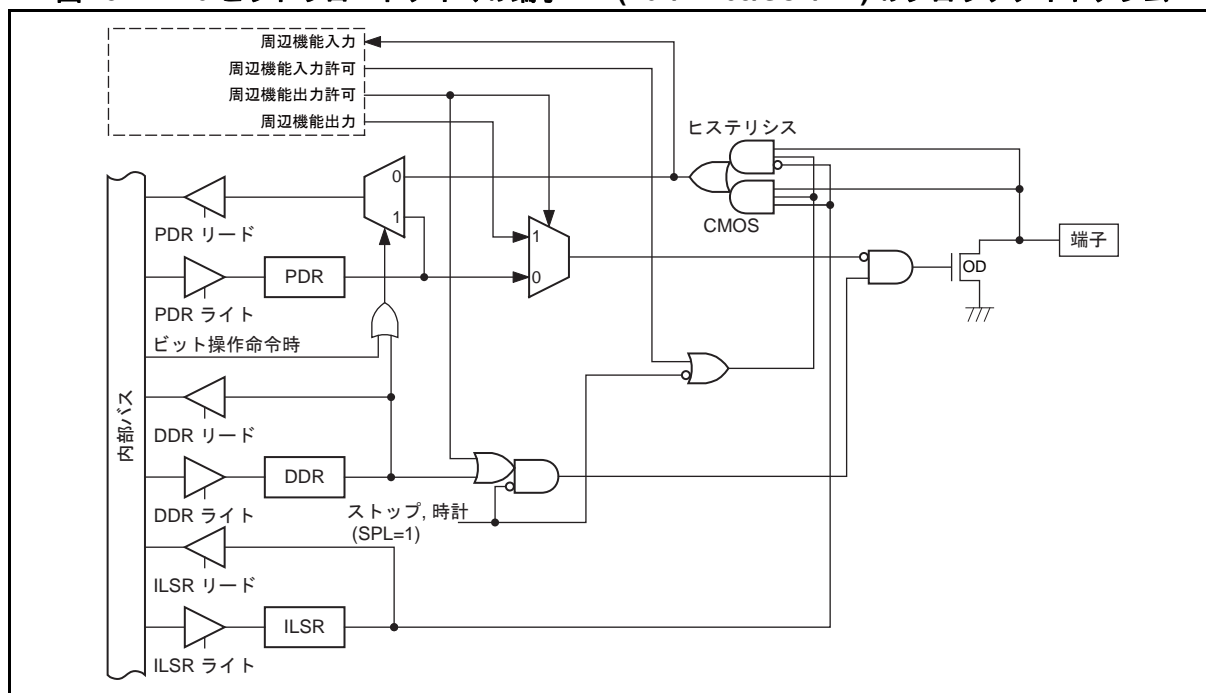 周辺機能入力
周辺機能入力許可
周辺機能出力許可
周辺機能出力
ヒステリシス
0
1
CMOS
1
0
PDR リード
PDR
PDR ライト
OD
端子
ビット操作命令時
内部バス
DDR リード
DDR
DDR ライト
ストップ, 時計
(SPL=1)
ILSR リード
ILSR
ILSR ライト